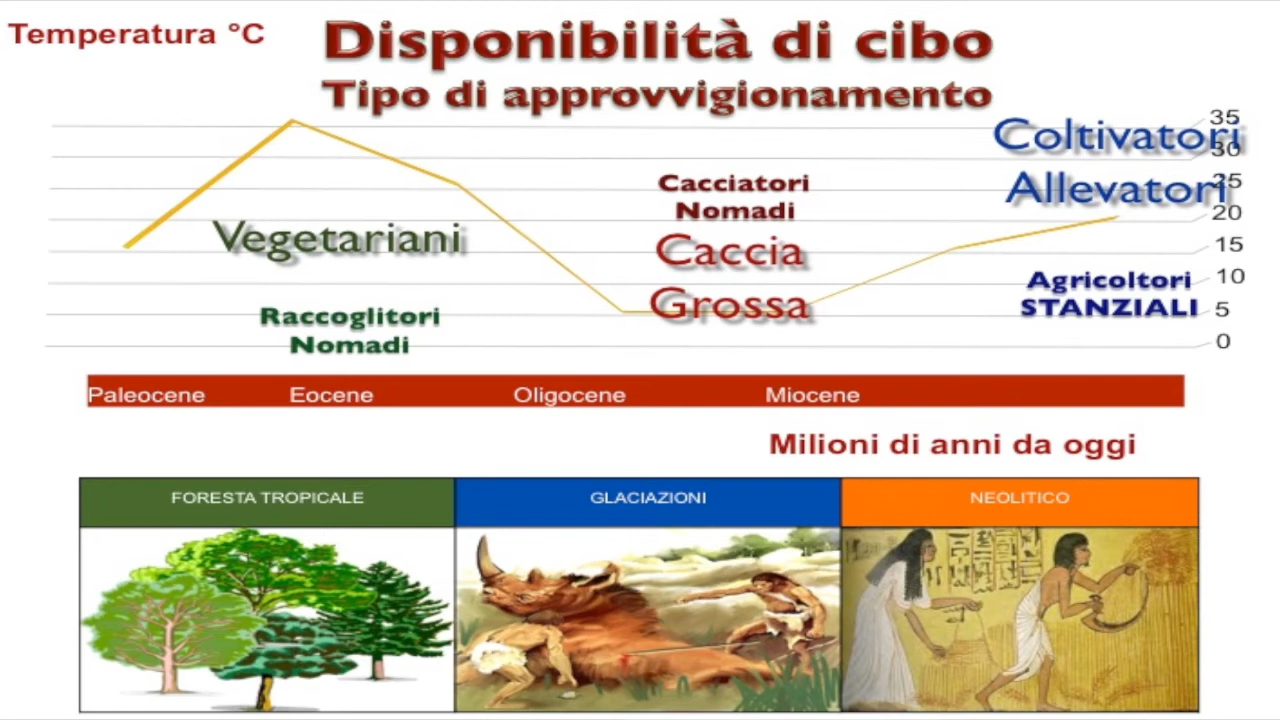 Temperatura °C
Disponibilità di cibo
Tipo di approvvigionamento
35
Coltivatori
30
Cacciatori
Nomadi
25
Allevatori
20
Vegetariani
Caccia
15
Grossa
10
Agricoltori
STANZIALI
5
Raccoglitori
Nomadi
0
Paleocene Eocene Oligocene Miocene
Milioni di anni da oggi
FORESTA TROPICALE GLACIAZIONI NEOLITICO